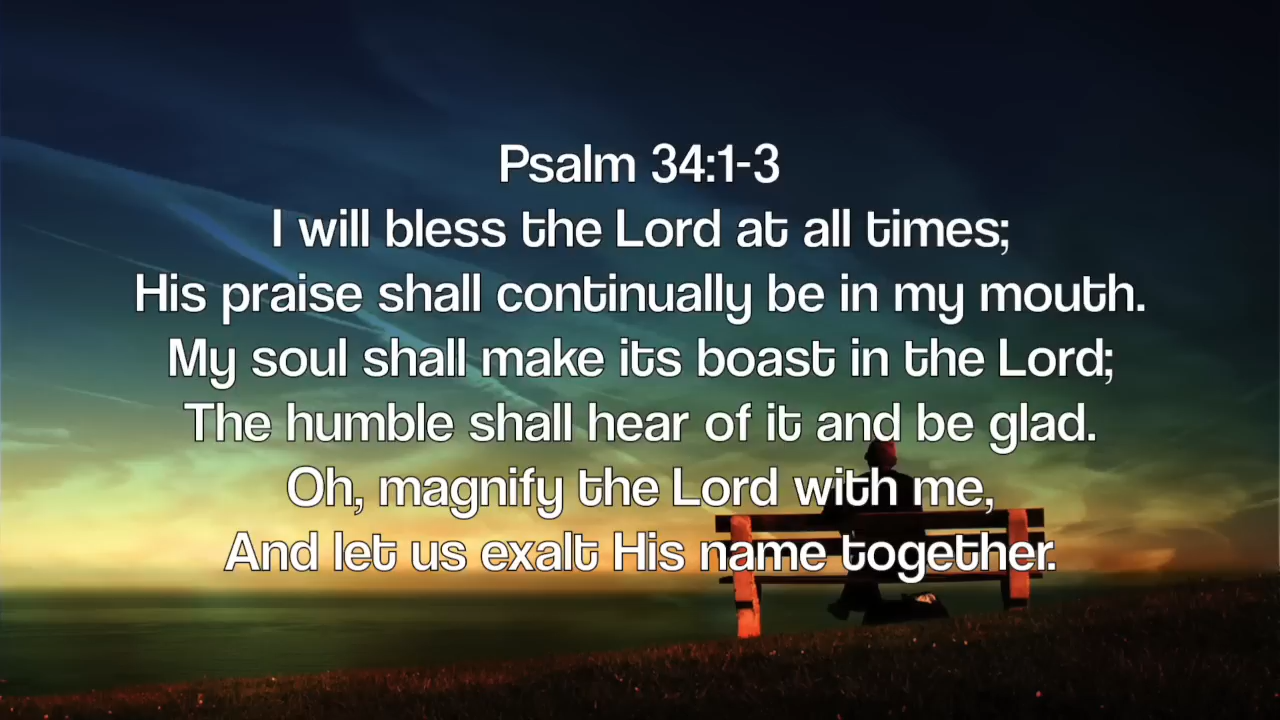 Psalm 34:1-3
I will bless the Lord at all times;
His praise shall continually be in my mouth.
My soul shall make its boast in the Lord;
The humble shall hear of it and be glad.
Oh, magnify the Lord with me,
And let us exalt His name together.